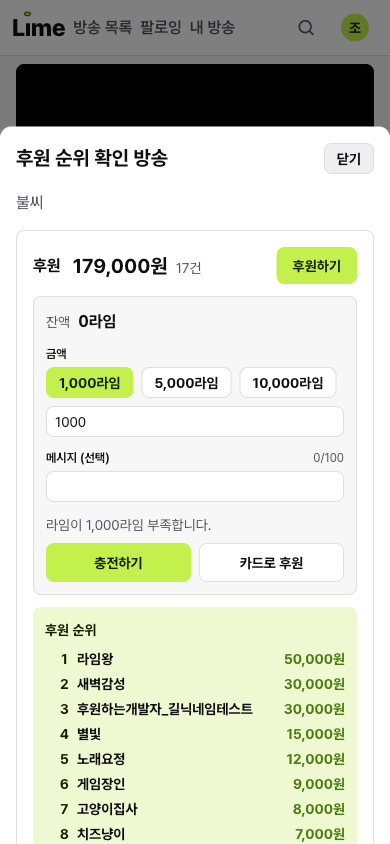 Lime 방송 목록 팔로잉 내 방송 조
후원 순위 확인 방송 닫기
불씨
후원 179,000원 17건 후원하기
잔액 0라임
금액
1,000라임 5,000라임 10,000라임
1000
메시지 (선택) 0/100
라임이 1,000라임 부족합니다.
충전하기 카드로 후원
후원 순위
1 라임왕 50,000원
2 새벽감성 30,000원
3 후원하는개발자_길닉네임테스트 30,000원
4 별빛 15,000원
5 노래요정 12,000원
6 게임장인 9,000원
7 고양이집사 8,000원
8 치즈냥이 7,000원